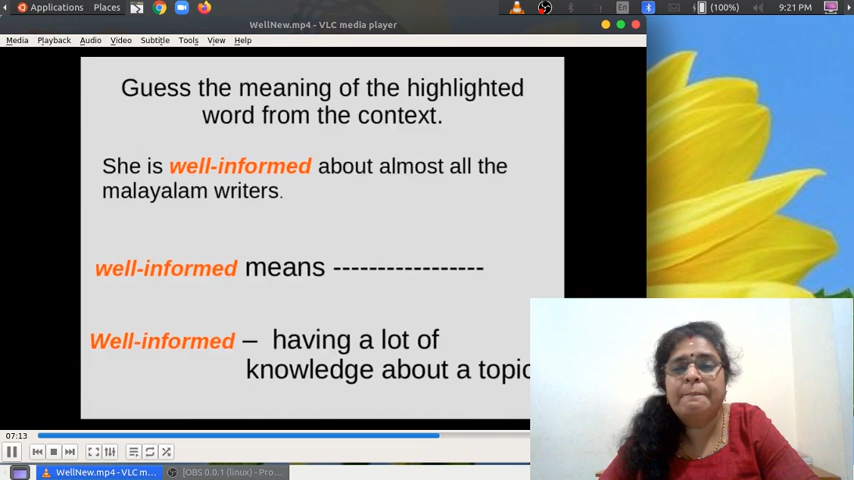 Applications Places En (100%) 9:21 PM
WellNew.mp4 - VLC media player
Media Playback Audio Video Subtitle Tools View Help
Guess the meaning of the highlighted
word from the context.
She is well-informed about almost all the
malayalam writers.
well-informed means -----------------
Well-informed – having a lot of
knowledge about a topic
07:13
WellNew.mp4 - VLC m... [OBS 0.0.1 (linux) - Pro...